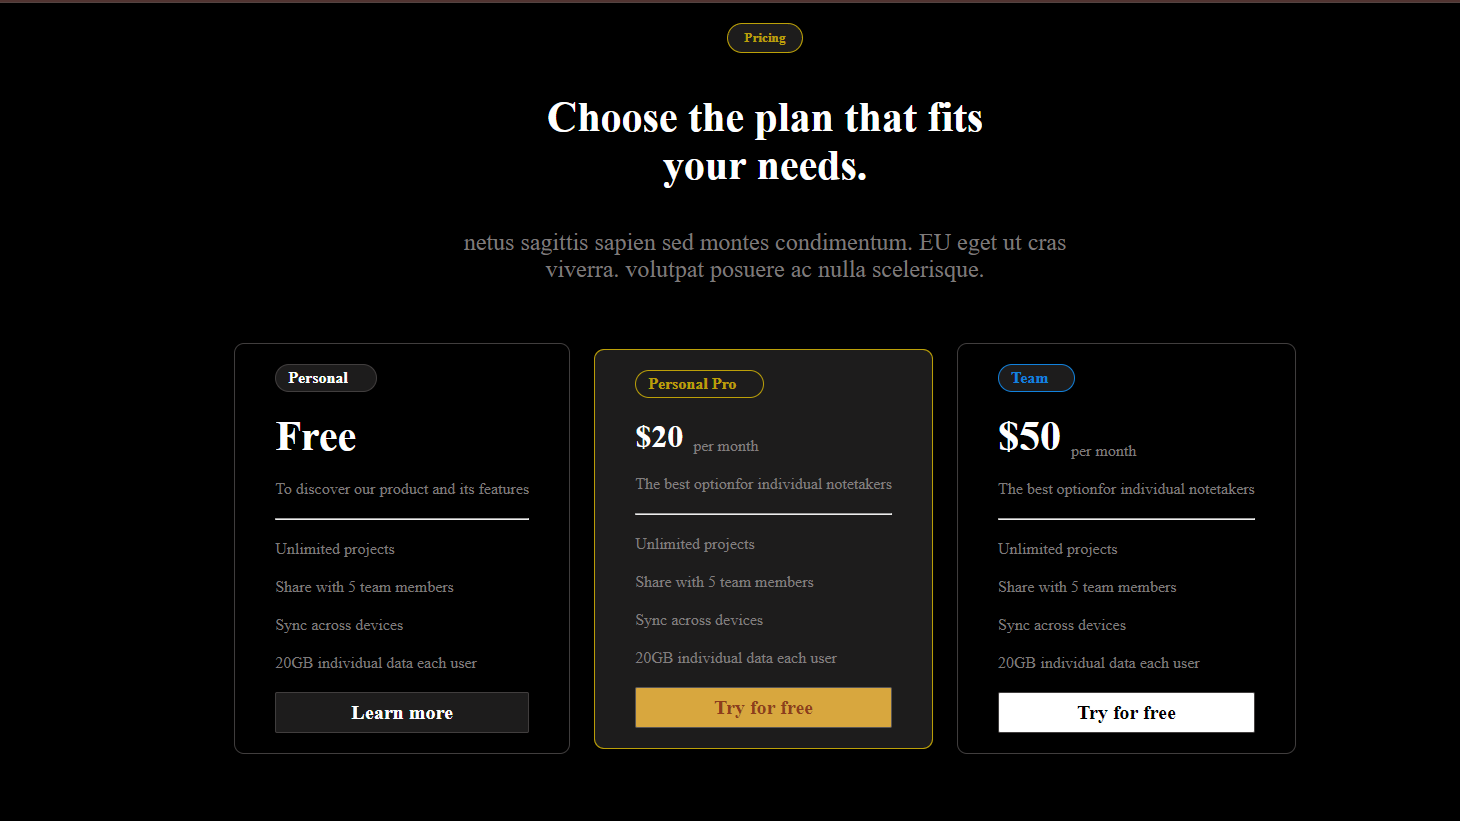 Pricing
Choose the plan that fits
your needs.
netus sagittis sapien sed montes condimentum. EU eget ut cras
viverra. volutpat posuere ac nulla scelerisque.
Personal
Free
To discover our product and its features
Unlimited projects
Share with 5 team members
Sync across devices
20GB individual data each user
Learn more
Personal Pro
$20 per month
The best optionfor individual notetakers
Unlimited projects
Share with 5 team members
Sync across devices
20GB individual data each user
Try for free
Team
$50 per month
The best optionfor individual notetakers
Unlimited projects
Share with 5 team members
Sync across devices
20GB individual data each user
Try for free